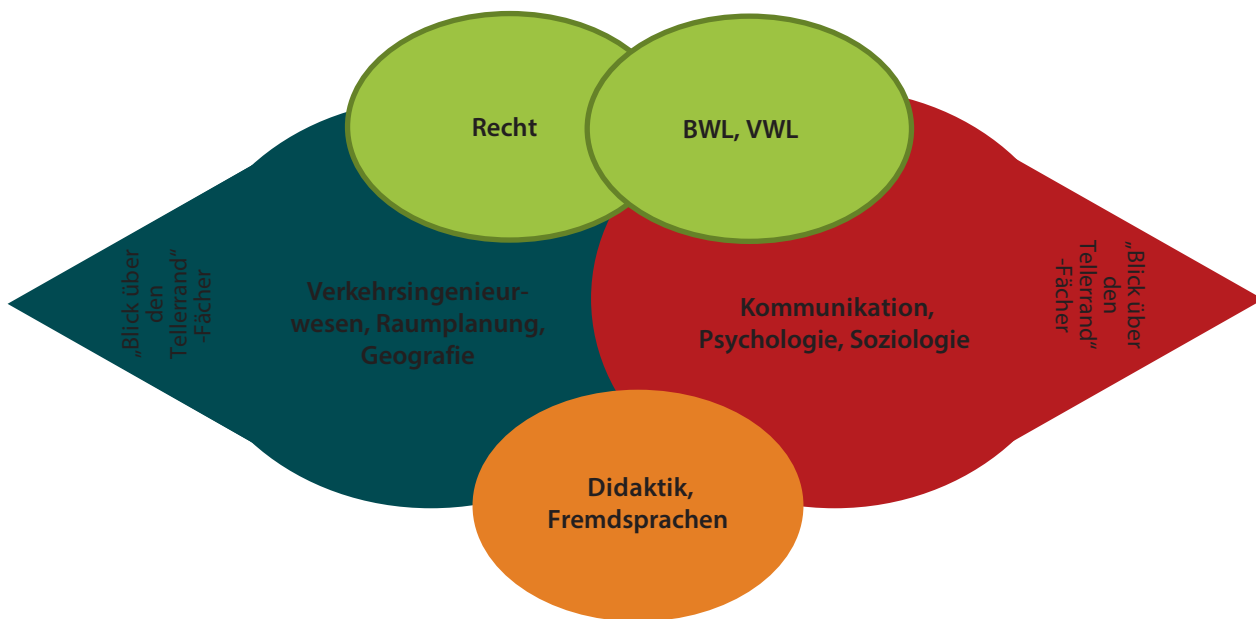 Recht
BWL, VWL
„Blick über
den
Tellerrand“
-Fächer
Verkehrsingenieur-
wesen, Raumplanung,
Geografie
Kommunikation,
Psychologie, Soziologie
„Blick über
den
Tellerrand“
-Fächer
Didaktik,
Fremdsprachen